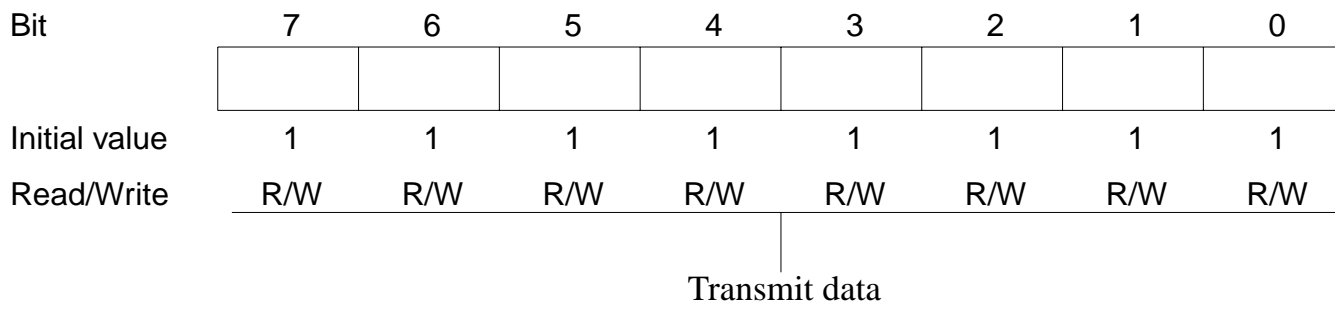 Bit 7 6 5 4 3 2 1 0
Initial value 1 1 1 1 1 1 1 1
Read/Write R/W R/W R/W R/W R/W R/W R/W R/W
Transmit data